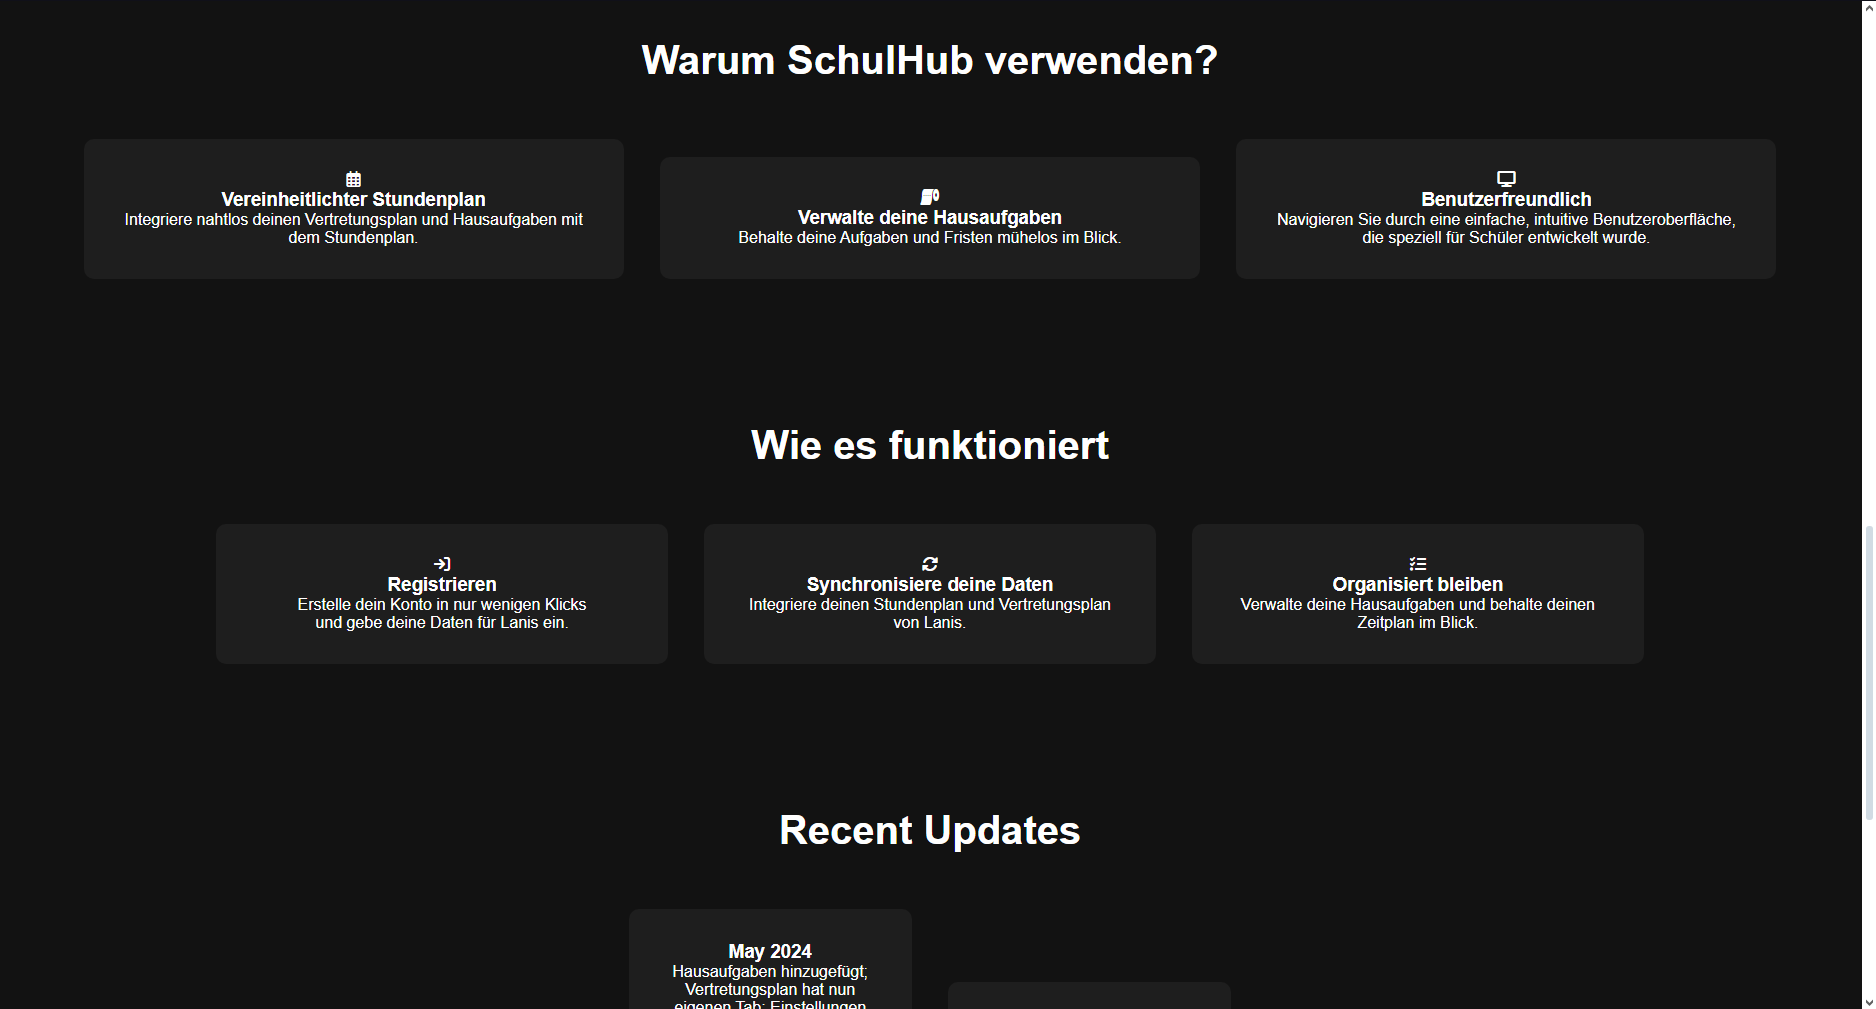 Warum SchulHub verwenden?
Vereinheitlichter Stundenplan
Integriere nahtlos deinen Vertretungsplan und Hausaufgaben mit
dem Stundenplan.
Verwalte deine Hausaufgaben
Behalte deine Aufgaben und Fristen mühelos im Blick.
Benutzerfreundlich
Navigieren Sie durch eine einfache, intuitive Benutzeroberfläche,
die speziell für Schüler entwickelt wurde.
Wie es funktioniert
Registrieren
Erstelle dein Konto in nur wenigen Klicks
und gebe deine Daten für Lanis ein.
Synchronisiere deine Daten
Integriere deinen Stundenplan und Vertretungsplan
von Lanis.
Organisiert bleiben
Verwalte deine Hausaufgaben und behalte deinen
Zeitplan im Blick.
Recent Updates
May 2024
Hausaufgaben hinzugefügt;
Vertretungsplan hat nun
eigenen Tab; Einstellungen